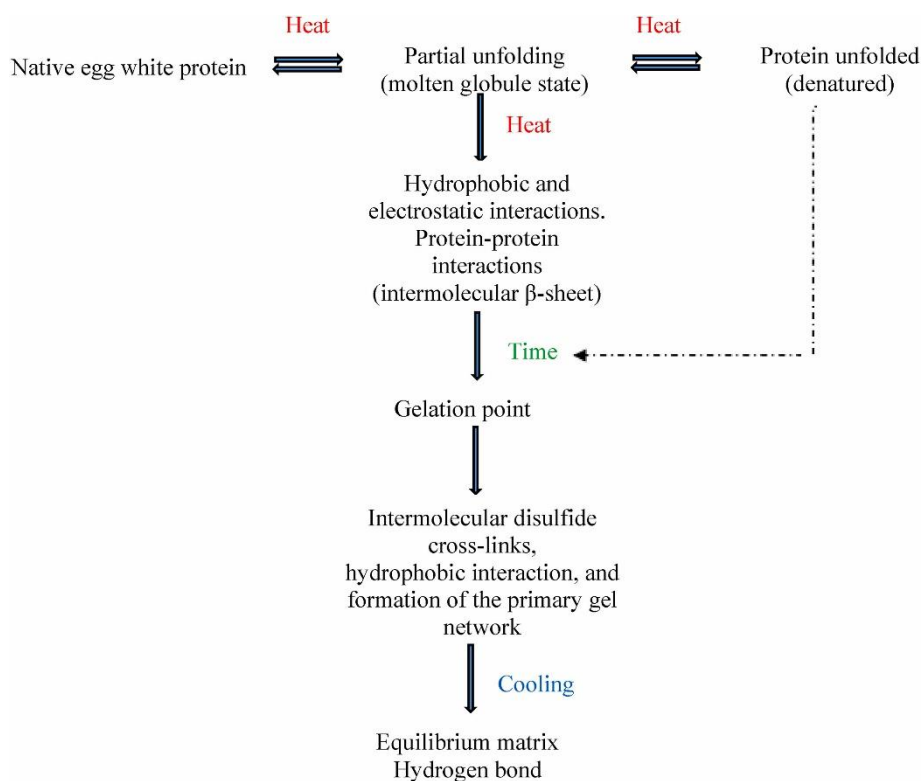 Heat
Heat
Native egg white protein
Partial unfolding
(molten globule state)
Protein unfolded
(denatured)
Heat
Hydrophobic and
electrostatic interactions.
Protein-protein
interactions
(intermolecular β-sheet)
Time
Gelation point
Intermolecular disulfide
cross-links,
hydrophobic interaction, and
formation of the primary gel
network
Cooling
Equilibrium matrix
Hydrogen bond